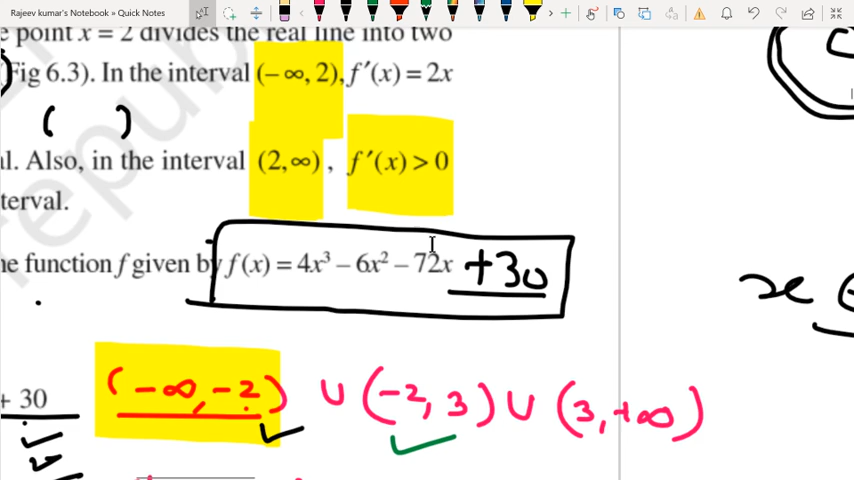 Rajeev kumar's Notebook » Quick Notes
e point x = 2 divides the real line into two
Fig 6.3). In the interval (– ∞, 2), f ′(x) = 2x
( )
al. Also, in the interval (2, ∞) , f ′(x) > 0
terval.
he function f given by f (x) = 4x³ – 6x² – 72x +30
x
+ 30 (-∞, -2) ∪ (-2, 3) ∪ (3, +∞)